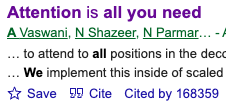 Attention is all you need
A Vaswani, N Shazeer, N Parmar… - A
… to attend to all positions in the deco
… We implement this inside of scaled
Save Cite Cited by 168359